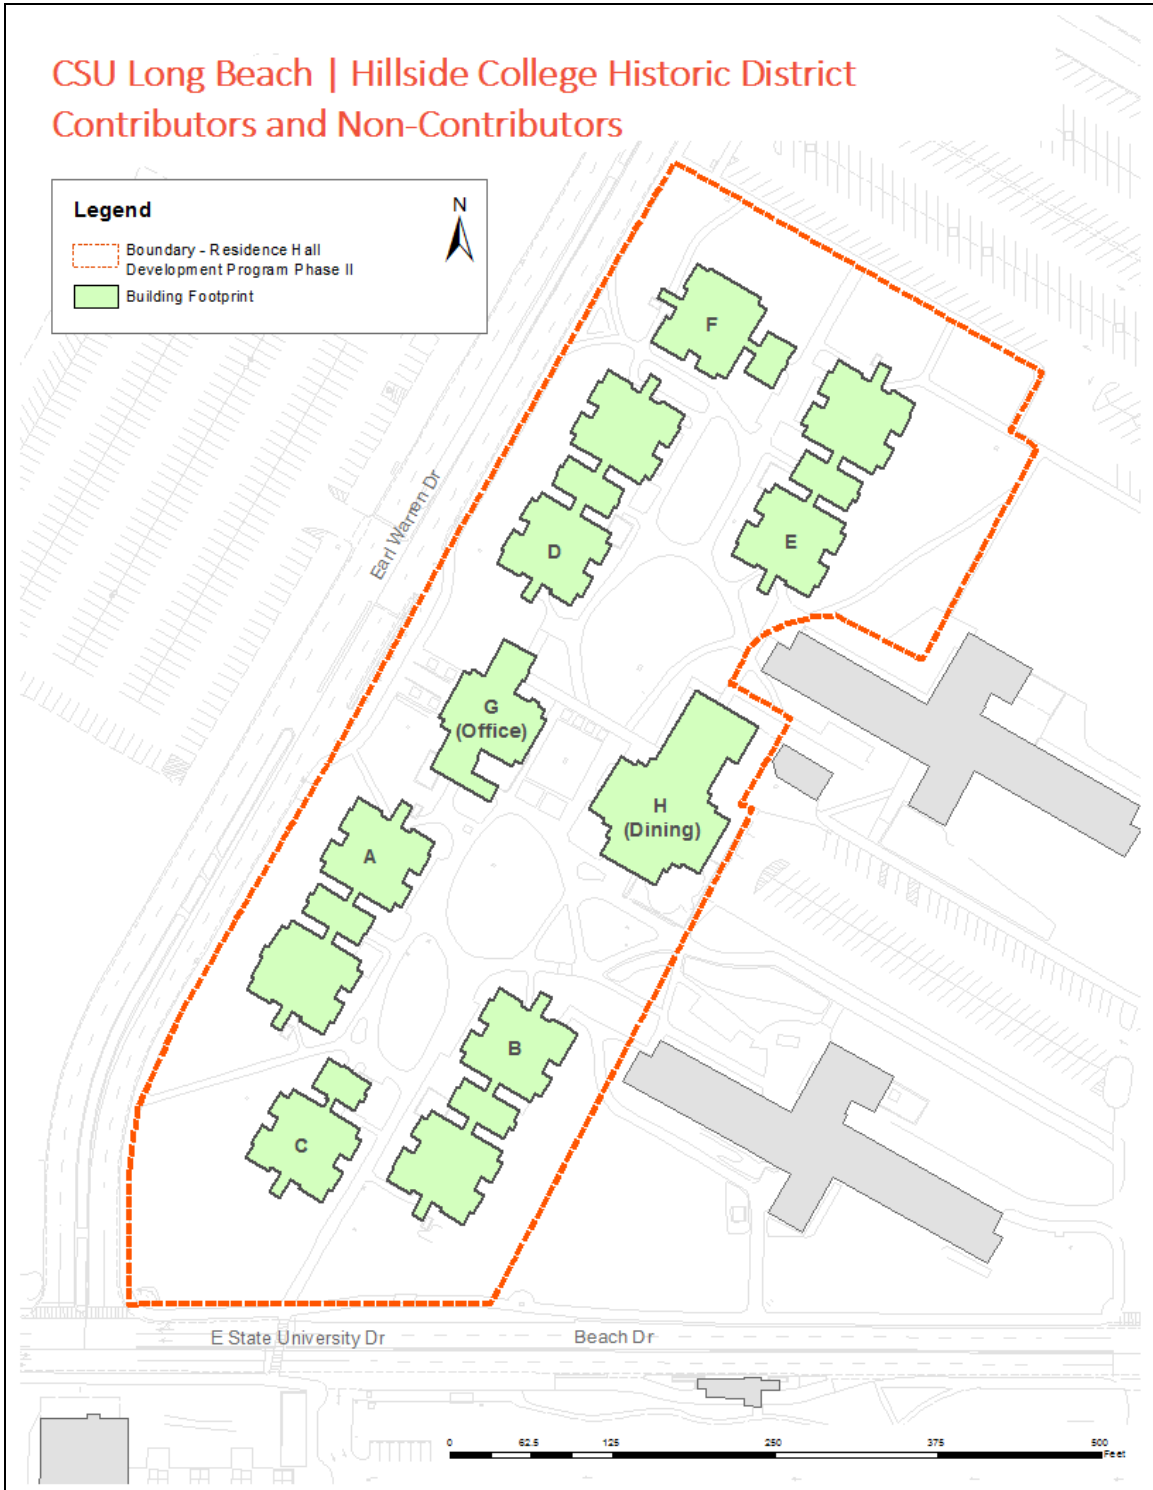 CSU Long Beach | Hillside College Historic District
Contributors and Non-Contributors
Legend
N
Boundary - Residence Hall
Development Program Phase II
Building Footprint
F
D
E
Earl Warren Dr
G
(Office)
H
(Dining)
A
B
C
E State University Dr
Beach Dr
0 62.5 125 250 375 500
Feet